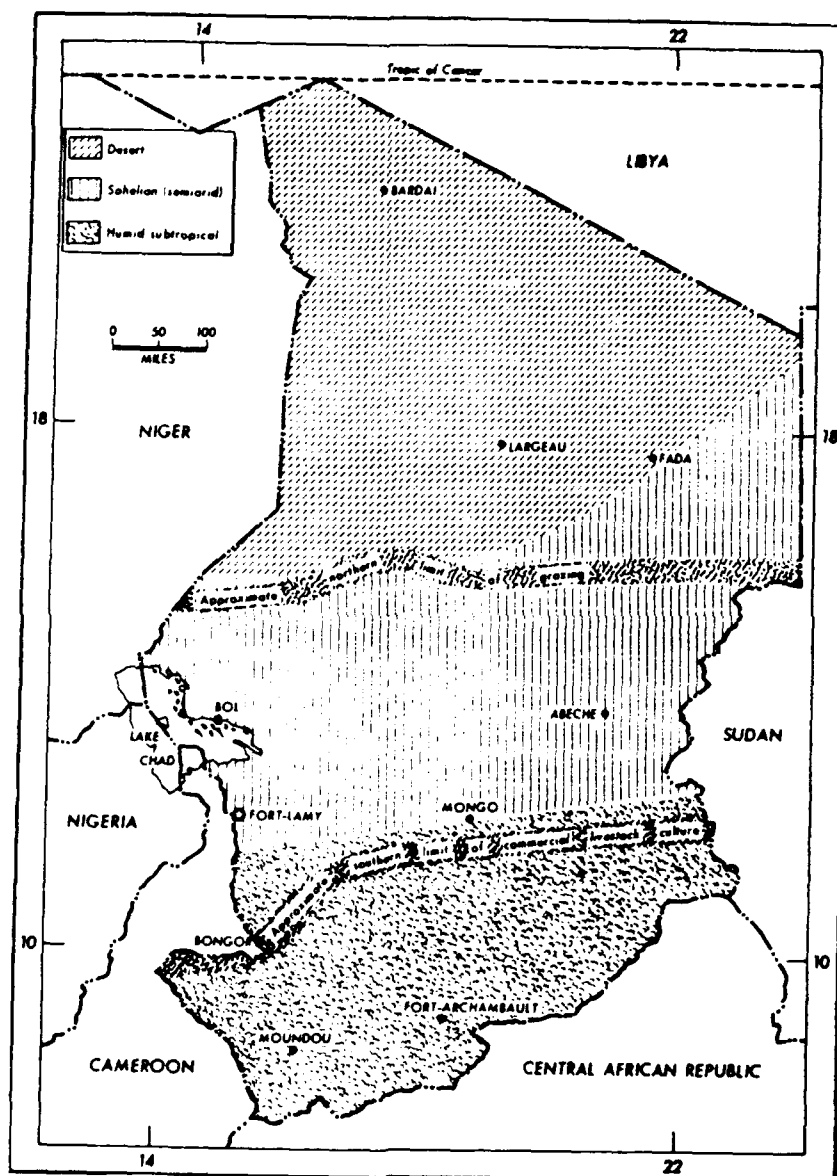 14
22
Tropic of Cancer
Desert
Sahelian (semiarid)
Humid subtropical
LIBYA
BARDAI
0 50 100
MILES
18
NIGER
18
LARGEAU
FADA
Approximate northern limit of grazing
BOL
LAKE
CHAD
ABECHE
SUDAN
NIGERIA
FORT-LAMY
MONGO
Approximate southern limit of commercial livestock culture
BONGOR
10
10
FORT-ARCHAMBAULT
MOUNDOU
CAMEROON
CENTRAL AFRICAN REPUBLIC
14
22